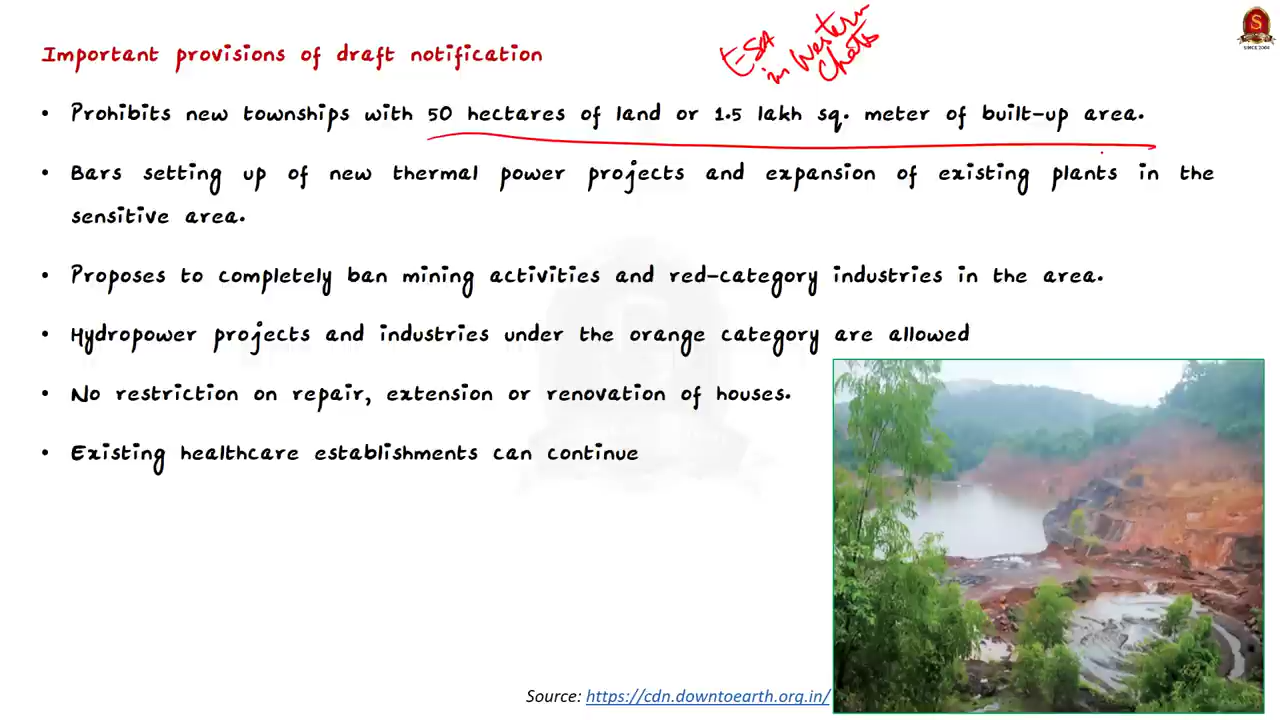 ESA
in Western
Ghats
S
SINCE 2004
Important provisions of draft notification
• Prohibits new townships with 50 hectares of land or 1.5 lakh sq. meter of built-up area.
• Bars setting up of new thermal power projects and expansion of existing plants in the
sensitive area.
• Proposes to completely ban mining activities and red-category industries in the area.
• Hydropower projects and industries under the orange category are allowed
• No restriction on repair, extension or renovation of houses.
• Existing healthcare establishments can continue
Source: https://cdn.downtoearth.org.in/